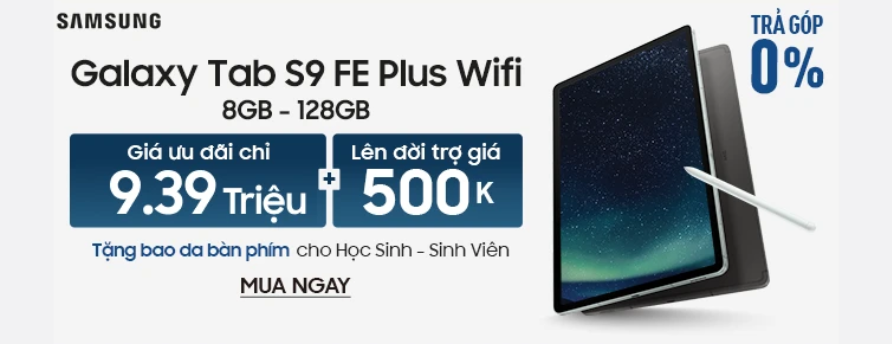 SAMSUNG
TRẢ GÓP
0%
Galaxy Tab S9 FE Plus Wifi
8GB - 128GB
Giá ưu đãi chỉ
9.39 Triệu
+
Lên đời trợ giá
500K
Tặng bao da bàn phím cho Học Sinh - Sinh Viên
MUA NGAY